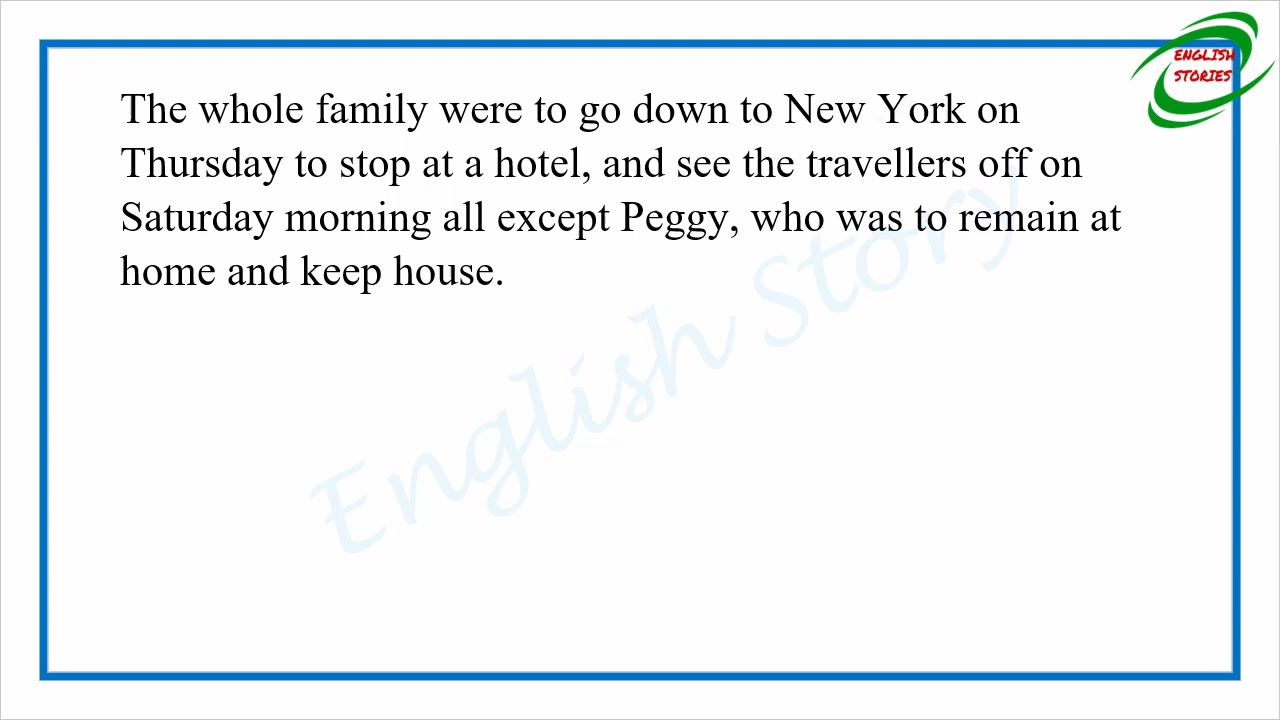 ENGLISH
STORIES
The whole family were to go down to New York on
Thursday to stop at a hotel, and see the travellers off on
Saturday morning all except Peggy, who was to remain at
home and keep house.
English Story